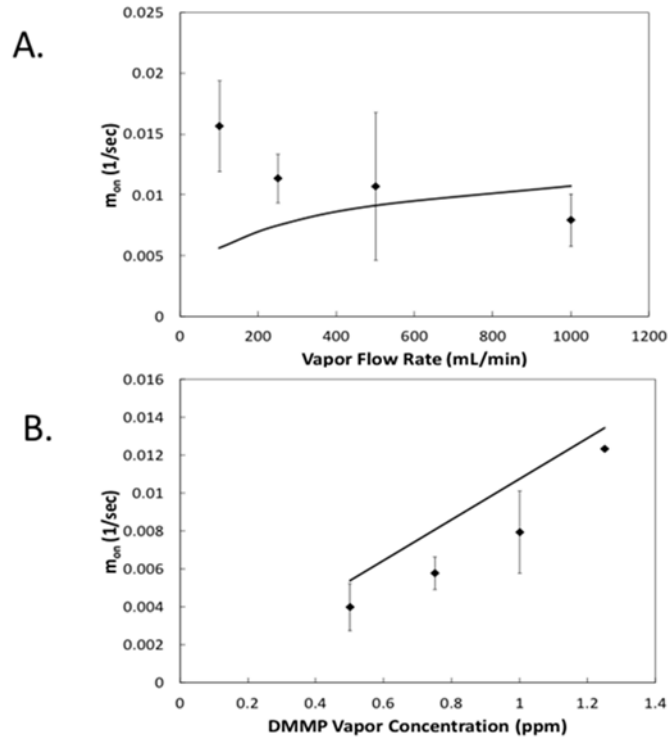 A.
0.025
0.02
0.015
0.01
0.005
0
m_on (1/sec)
0 200 400 600 800 1000 1200
Vapor Flow Rate (mL/min)
B.
0.016
0.014
0.012
0.01
0.008
0.006
0.004
0.002
0
m_on (1/sec)
0 0.2 0.4 0.6 0.8 1 1.2 1.4
DMMP Vapor Concentration (ppm)